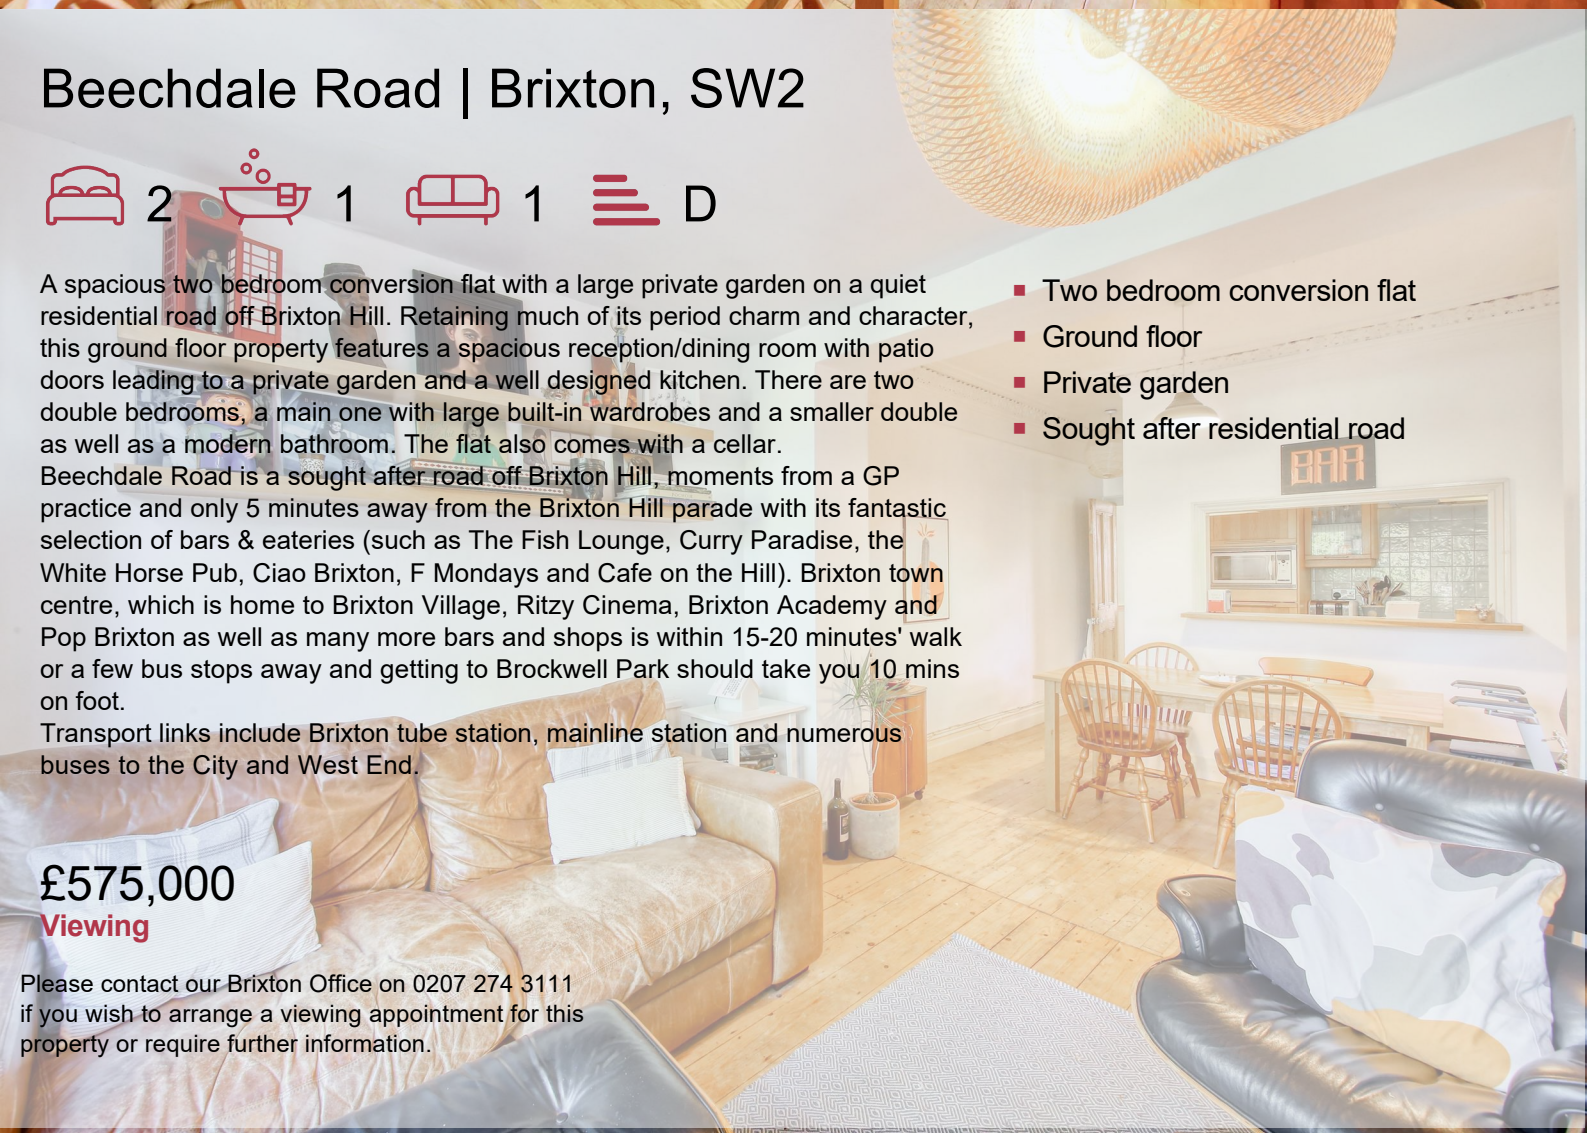 Beechdale Road | Brixton, SW2
2 1 1 D
A spacious two bedroom conversion flat with a large private garden on a quiet
residential road off Brixton Hill. Retaining much of its period charm and character,
this ground floor property features a spacious reception/dining room with patio
doors leading to a private garden and a well designed kitchen. There are two
double bedrooms, a main one with large built-in wardrobes and a smaller double
as well as a modern bathroom. The flat also comes with a cellar.
Beechdale Road is a sought after road off Brixton Hill, moments from a GP
practice and only 5 minutes away from the Brixton Hill parade with its fantastic
selection of bars & eateries (such as The Fish Lounge, Curry Paradise, the
White Horse Pub, Ciao Brixton, F Mondays and Cafe on the Hill). Brixton town
centre, which is home to Brixton Village, Ritzy Cinema, Brixton Academy and
Pop Brixton as well as many more bars and shops is within 15-20 minutes' walk
or a few bus stops away and getting to Brockwell Park should take you 10 mins
on foot.
Transport links include Brixton tube station, mainline station and numerous
buses to the City and West End.
Two bedroom conversion flat
Ground floor
Private garden
Sought after residential road
BAR
£575,000
Viewing
Please contact our Brixton Office on 0207 274 3111
if you wish to arrange a viewing appointment for this
property or require further information.